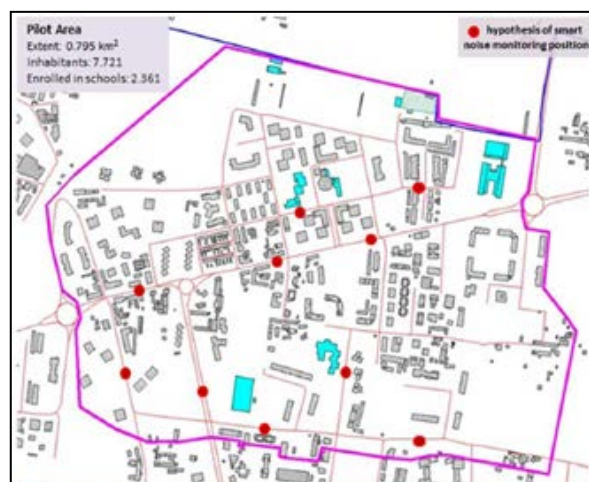 Pilot Area
Extent: 0.795 km²
Inhabitants: 7.721
Enrolled in schools: 2.361
hypothesis of smart
noise monitoring position